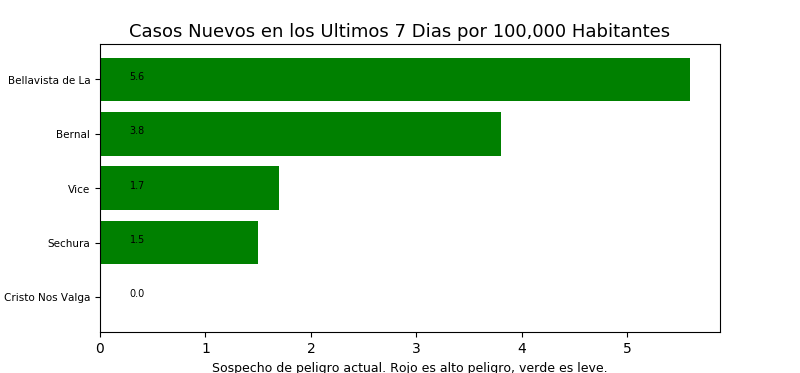 Casos Nuevos en los Ultimos 7 Dias por 100,000 Habitantes
Bellavista de La
5.6
Bernal
3.8
Vice
1.7
Sechura
1.5
Cristo Nos Valga
0.0
0 1 2 3 4 5
Sospecho de peligro actual. Rojo es alto peligro, verde es leve.